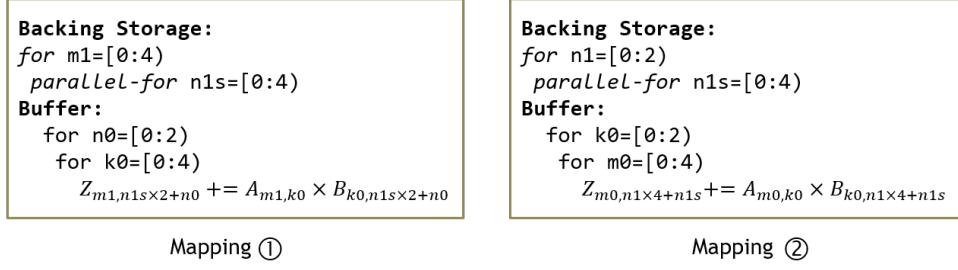 Backing Storage:
for m1=[0:4)
parallel-for n1s=[0:4)
Buffer:
for n0=[0:2)
for k0=[0:4)
Z_{m1,n1s×2+n0} += A_{m1,k0} × B_{k0,n1s×2+n0}
Mapping ①
Backing Storage:
for n1=[0:2)
parallel-for n1s=[0:4)
Buffer:
for k0=[0:2)
for m0=[0:4)
Z_{m0,n1×4+n1s} += A_{m0,k0} × B_{k0,n1×4+n1s}
Mapping ②